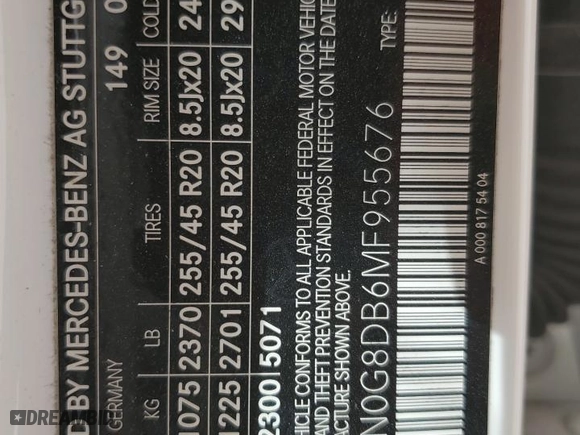 BY MERCEDES-BENZ AG STUTTG
GERMANY 149 0
KG LB TIRES RIM SIZE COLD
1075 2370 255/45 R20 8.5Jx20 24
1225 2701 255/45 R20 8.5Jx20 29
2300 5071
HICLE CONFORMS TO ALL APPLICABLE FEDERAL MOTOR VEHIC
AND THEFT PREVENTION STANDARDS IN EFFECT ON THE DATE
ACTURE SHOWN ABOVE.
N0G8DB6MF955676 TYPE:
A 000 817 54 04
DREAMBID